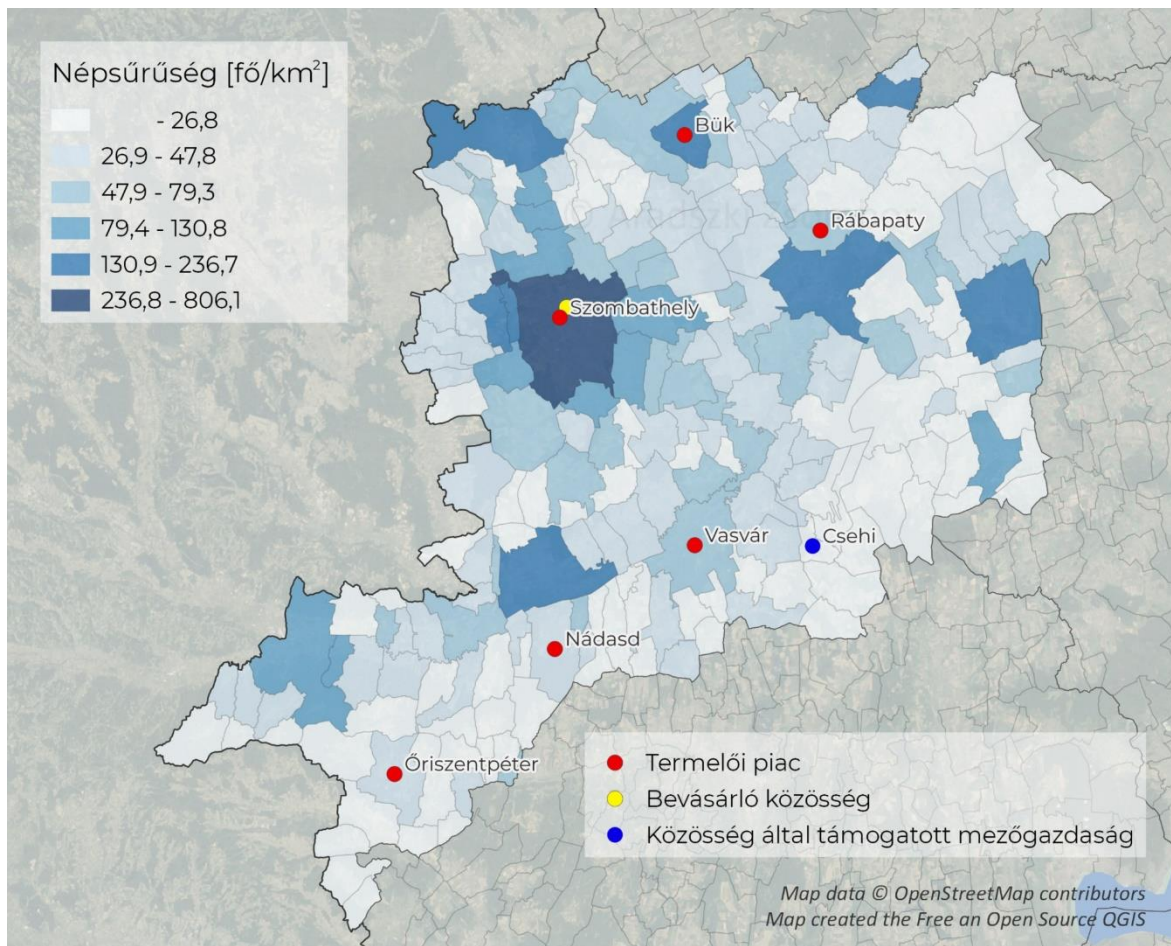 Népsűrűség [fő/km²]
- 26,8
26,9 - 47,8
47,9 - 79,3
79,4 - 130,8
130,9 - 236,7
236,8 - 806,1
Bük
Rábapaty
Szombathely
Vasvár
Csehi
Nádasd
Őriszentpéter
Termelői piac
Bevásárló közösség
Közösség által támogatott mezőgazdaság
Map data © OpenStreetMap contributors
Map created the Free an Open Source QGIS